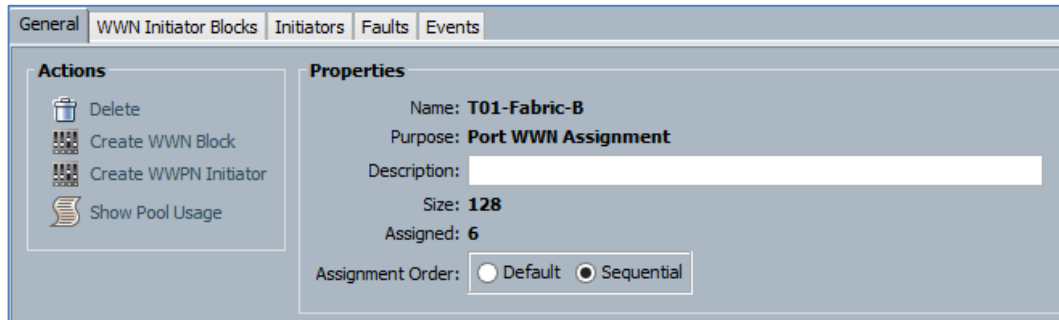 General WWN Initiator Blocks Initiators Faults Events
Actions
Delete
Create WWN Block
Create WWPN Initiator
Show Pool Usage
Properties
Name: T01-Fabric-B
Purpose: Port WWN Assignment
Description:
Size: 128
Assigned: 6
Assignment Order: Default Sequential